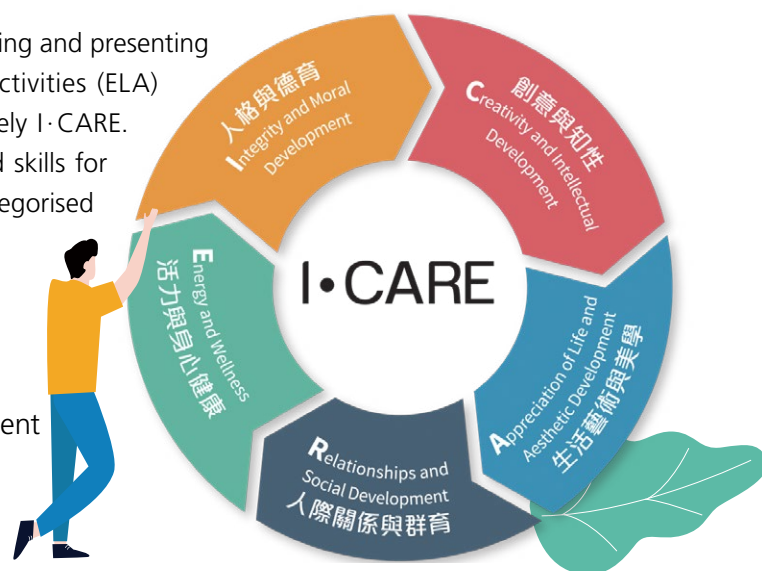 ing and presenting
ctivities (ELA)
ely I·CARE.
d skills for
egorised
ent
人格與德育
Integrity and Moral
Development
創意與知性
Creativity and Intellectual
Development
Appreciation of Life and
Aesthetic Development
生活藝術與美學
Relationships and
Social Development
人際關係與群育
Energy and Wellness
活力與身心健康
I•CARE